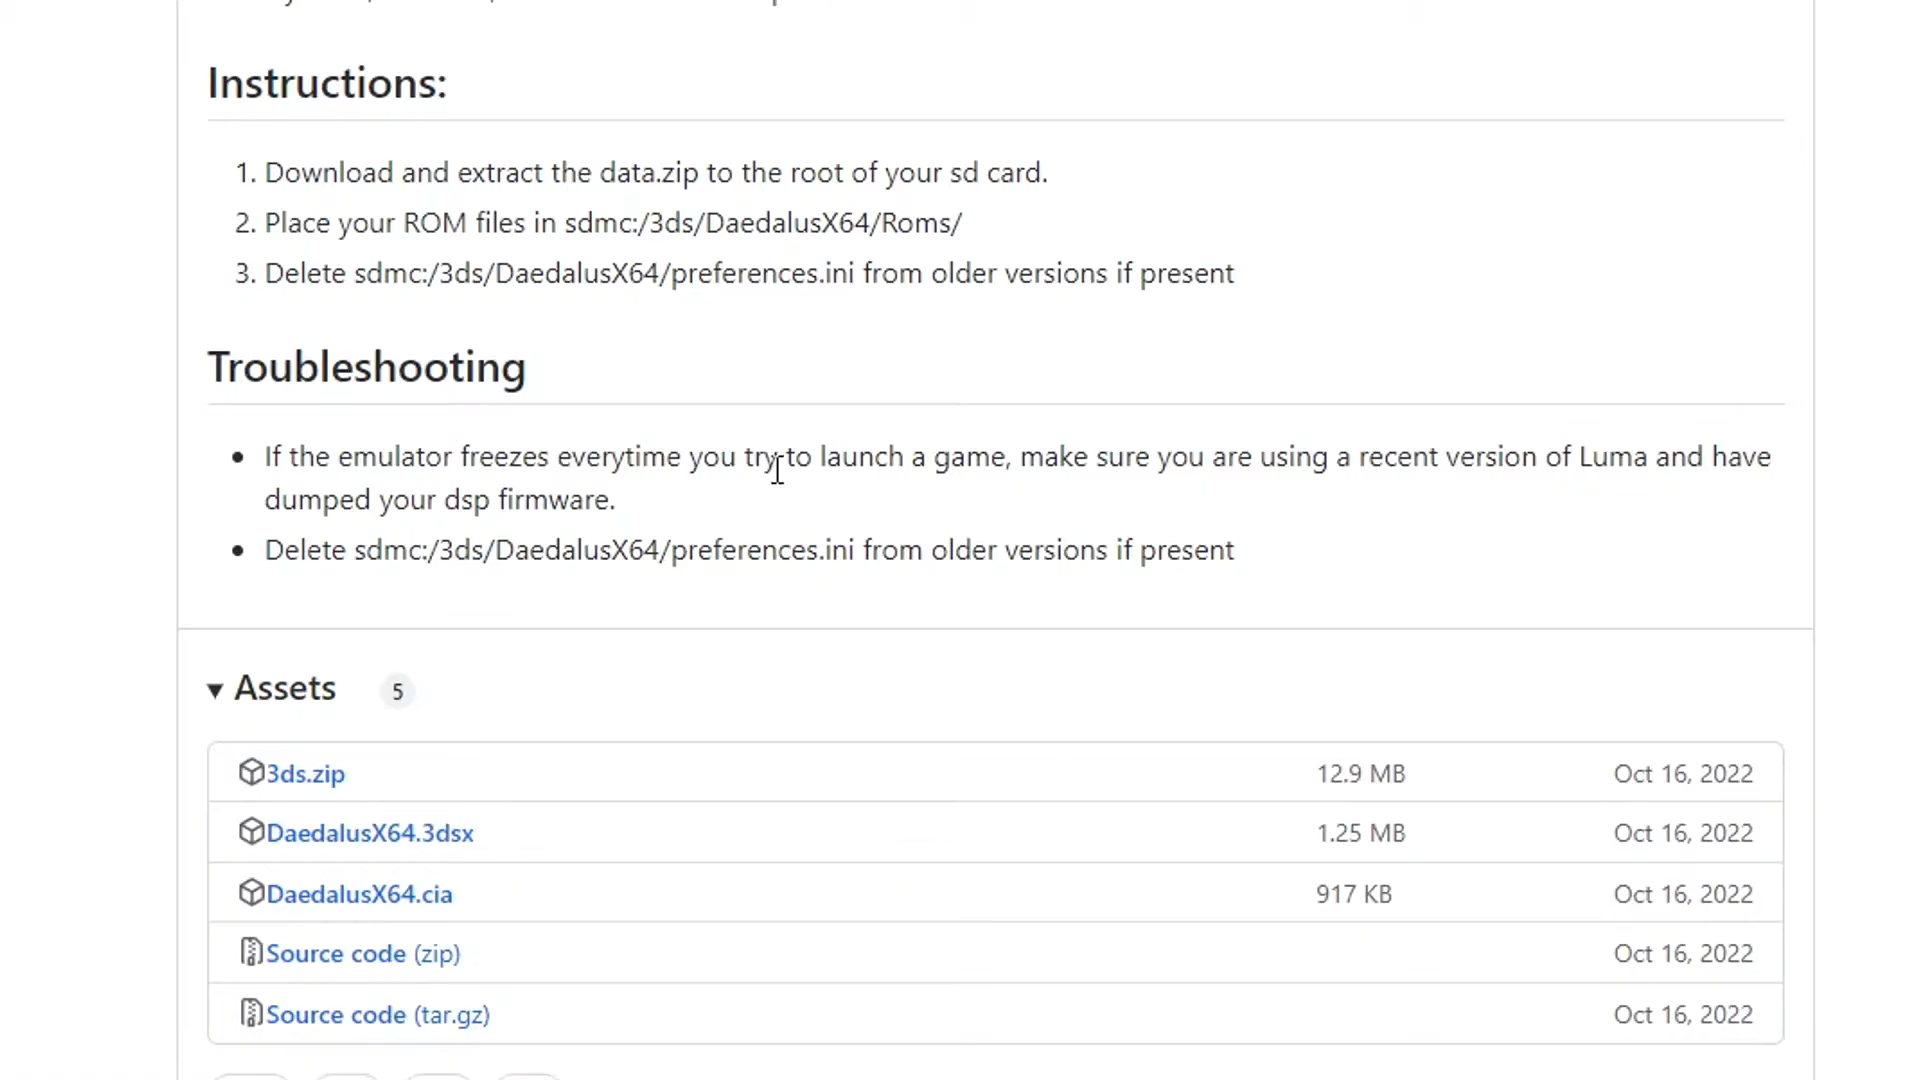 Instructions:
1. Download and extract the data.zip to the root of your sd card.
2. Place your ROM files in sdmc:/3ds/DaedalusX64/Roms/
3. Delete sdmc:/3ds/DaedalusX64/preferences.ini from older versions if present
Troubleshooting
• If the emulator freezes everytime you try to launch a game, make sure you are using a recent version of Luma and have
dumped your dsp firmware.
• Delete sdmc:/3ds/DaedalusX64/preferences.ini from older versions if present
▼ Assets 5
3ds.zip 12.9 MB Oct 16, 2022
DaedalusX64.3dsx 1.25 MB Oct 16, 2022
DaedalusX64.cia 917 KB Oct 16, 2022
Source code (zip) Oct 16, 2022
Source code (tar.gz) Oct 16, 2022